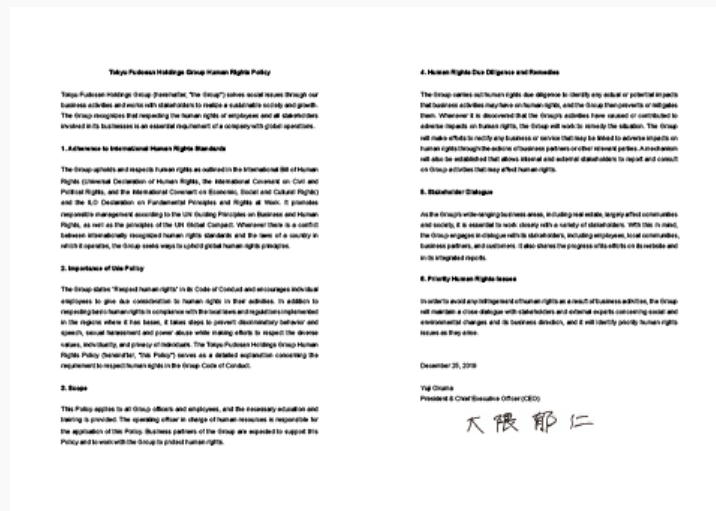 Tokyu Fudosan Holdings Group Human Rights Policy
Tokyu Fudosan Holdings Group (hereinafter, "the Group") solves social issues through our
business activities and works with stakeholders to realize a sustainable society and growth.
The Group recognizes that respecting the human rights of employees and all stakeholders
involved in its businesses is an essential requirement of a company with global operations.
1. Adherence to International Human Rights Standards
The Group upholds and respects human rights as outlined in the International Bill of Human
Rights (Universal Declaration of Human Rights, the International Covenant on Civil and
Political Rights, and the International Covenant on Economic, Social and Cultural Rights)
and the ILO Declaration on Fundamental Principles and Rights at Work. It promotes
responsible management according to the UN Guiding Principles on Business and Human
Rights, as well as the principles of the UN Global Compact. Whenever there is a conflict
between internationally recognized human rights standards and the laws of a country in
which it operates, the Group seeks ways to uphold global human rights principles.
2. Importance of this Policy
The Group states "Respect human rights" in its Code of Conduct and encourages individual
employees to give due consideration to human rights in their activities. In addition to
respecting basic human rights in compliance with the local laws and regulations implemented
in the regions where it has bases, it takes steps to prevent discriminatory behavior and
speech, sexual harassment and power abuse while making efforts to respect the diverse
values, individuality, and privacy of individuals. The Tokyu Fudosan Holdings Group Human
Rights Policy (hereinafter, "this Policy") serves as a detailed explanation concerning the
requirement to respect human rights in the Group Code of Conduct.
3. Scope
This Policy applies to all Group officers and employees, and the necessary education and
training is provided. The operating officer in charge of human resources is responsible for
the application of this Policy. Business partners of the Group are expected to support this
Policy and to work with the Group to protect human rights.
4. Human Rights Due Diligence and Remedies
The Group carries out human rights due diligence to identify any actual or potential impacts
that business activities may have on human rights, and the Group then prevents or mitigates
them. Whenever it is discovered that the Group's activities have caused or contributed to
adverse impacts on human rights, the Group will work to remedy the situation. The Group
will make efforts to rectify any business or service that may be linked to adverse impacts on
human rights through the actions of business partners or other relevant parties. A mechanism
will also be established that allows internal and external stakeholders to report and consult
on Group activities that may affect human rights.
5. Stakeholder Dialogue
As the Group's wide-ranging business areas, including real estate, largely affect communities
and society, it is essential to work closely with a variety of stakeholders. With this in mind,
the Group engages in dialogue with its stakeholders, including employees, local communities,
business partners, and customers. It also shares the progress of its efforts on its website and
in its integrated reports.
6. Priority Human Rights Issues
In order to avoid any infringement of human rights as a result of business activities, the Group
will maintain a close dialogue with stakeholders and external experts concerning social and
environmental changes and its business direction, and it will identify priority human rights
issues as they arise.
December 25, 2019
Yuji Okuma
President & Chief Executive Officer (CEO)
大隈郁仁